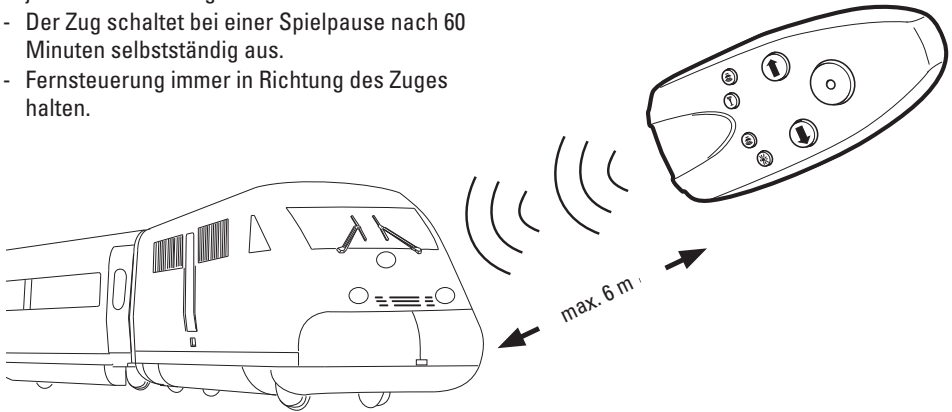 - Der Zug schaltet bei einer Spielpause nach 60
Minuten selbstständig aus.
- Fernsteuerung immer in Richtung des Zuges
halten.
max. 6 m